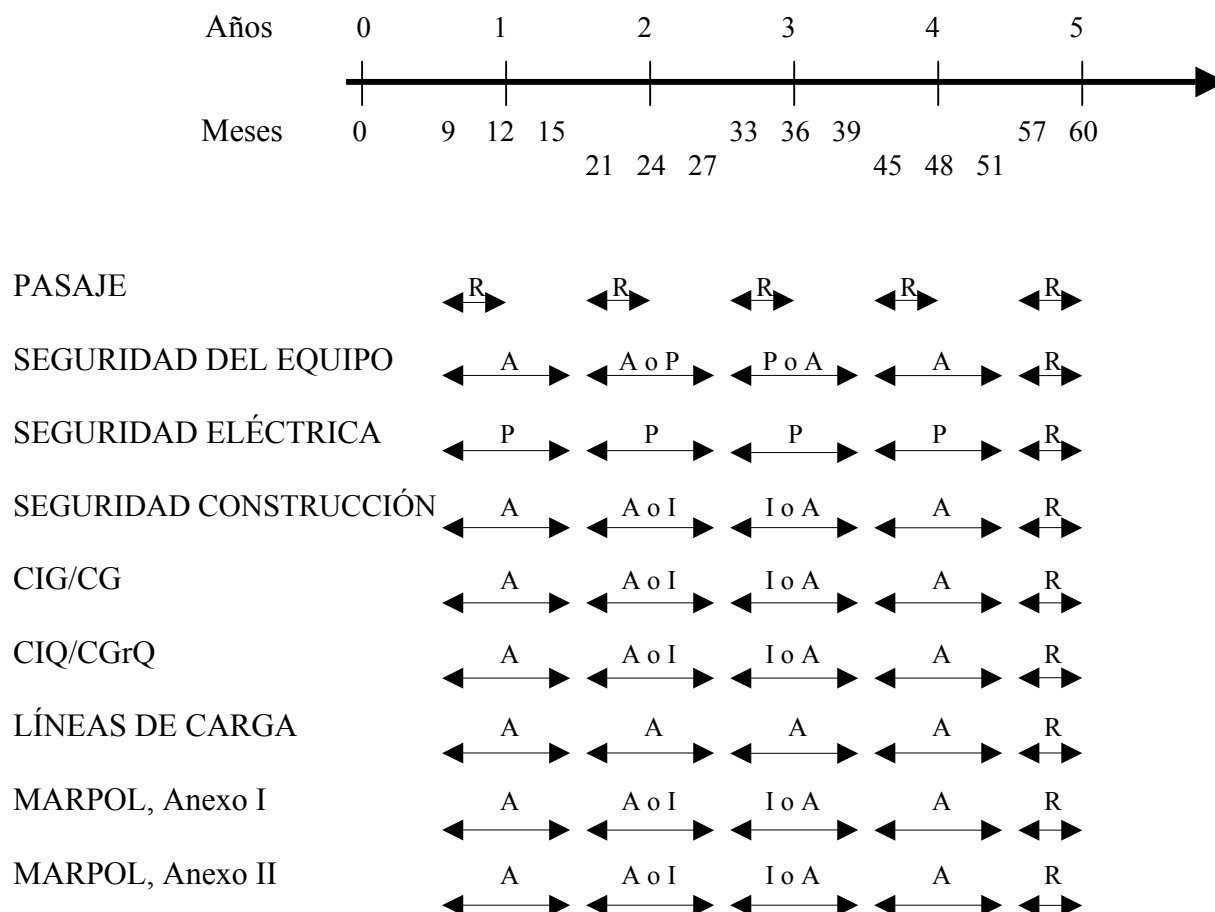 Años 0 1 2 3 4 5
Meses 0 9 12 15 33 36 39 57 60
21 24 27 45 48 51
PASAJE R R R R R
SEGURIDAD DEL EQUIPO A A o P P o A A R
SEGURIDAD ELÉCTRICA P P P P R
SEGURIDAD CONSTRUCCIÓN A A o I I o A A R
CIG/CG A A o I I o A A R
CIQ/CGrQ A A o I I o A A R
LÍNEAS DE CARGA A A A A R
MARPOL, Anexo I A A o I I o A A R
MARPOL, Anexo II A A o I I o A A R